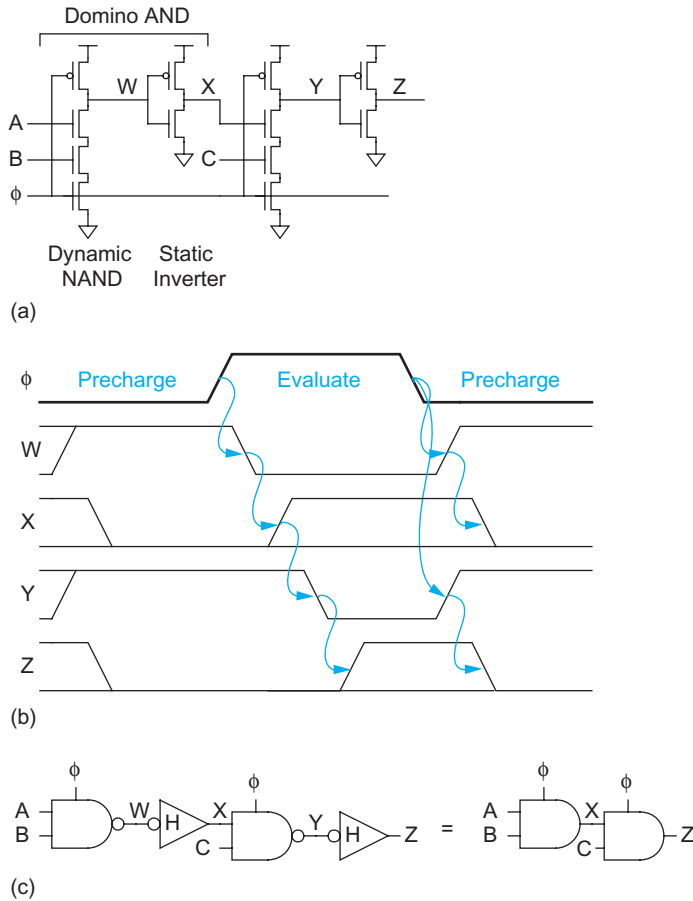 Domino AND
W X Y Z
A
B C
ϕ
Dynamic NAND
Static Inverter
(a)
ϕ Precharge Evaluate Precharge
W
X
Y
Z
(b)
ϕ ϕ ϕ ϕ
A W H X Y H Z = A X Z
B C B C
(c)